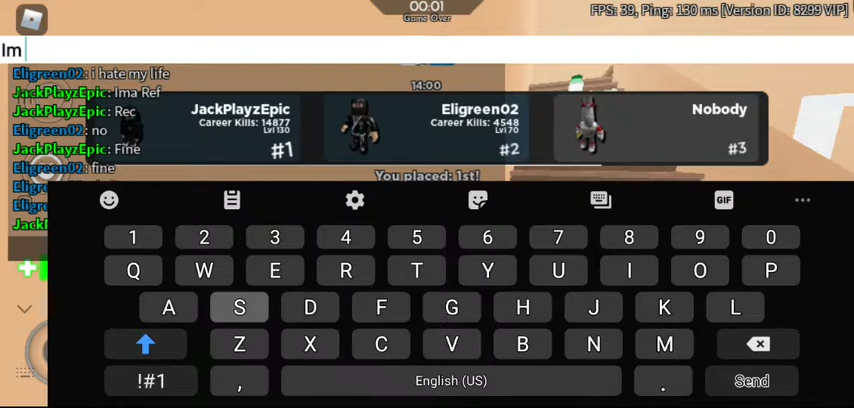 00:01
Game Over
FPS: 39, Ping: 130 ms [Version ID: 8299 VIP]
Im
Eligreen02: i hate my life
JackPlayzEpic: Ima Ref
JackPlayzEpic: Rec
Eligreen02: no
JackPlayzEpic: Fine
Eligreen02: fine
Eligree
Eligre
Jack
14:00
JackPlayzEpic
Career Kills: 14877
Lvl 130
#1
Eligreen02
Career Kills: 4548
Lvl 70
#2
Nobody
#3
You placed: 1st!
GIF
1 2 3 4 5 6 7 8 9 0
Q W E R T Y U I O P
A S D F G H J K L
Z X C V B N M
!#1 , English (US) . Send